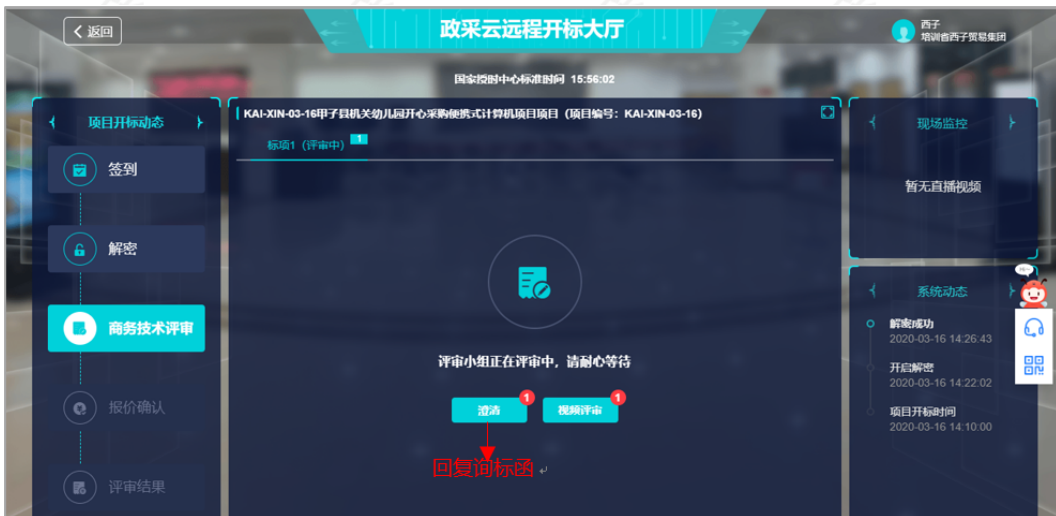 返回
政采云远程开标大厅
西子
培训省西子贸易集团
国家授时中心标准时间 15:56:02
项目开标动态
签到
解密
商务技术评审
报价确认
评审结果
KAI-XIN-03-16甲子县机关幼儿园开心采购便携式计算机项目项目（项目编号：KAI-XIN-03-16）
标项1（评审中） 1
评审小组正在评审中，请耐心等待
澄清 1
视频评审 1
回复询标函
现场监控
暂无直播视频
系统动态
解密成功
2020-03-16 14:26:43
开启解密
2020-03-16 14:22:02
项目开标时间
2020-03-16 14:10:00